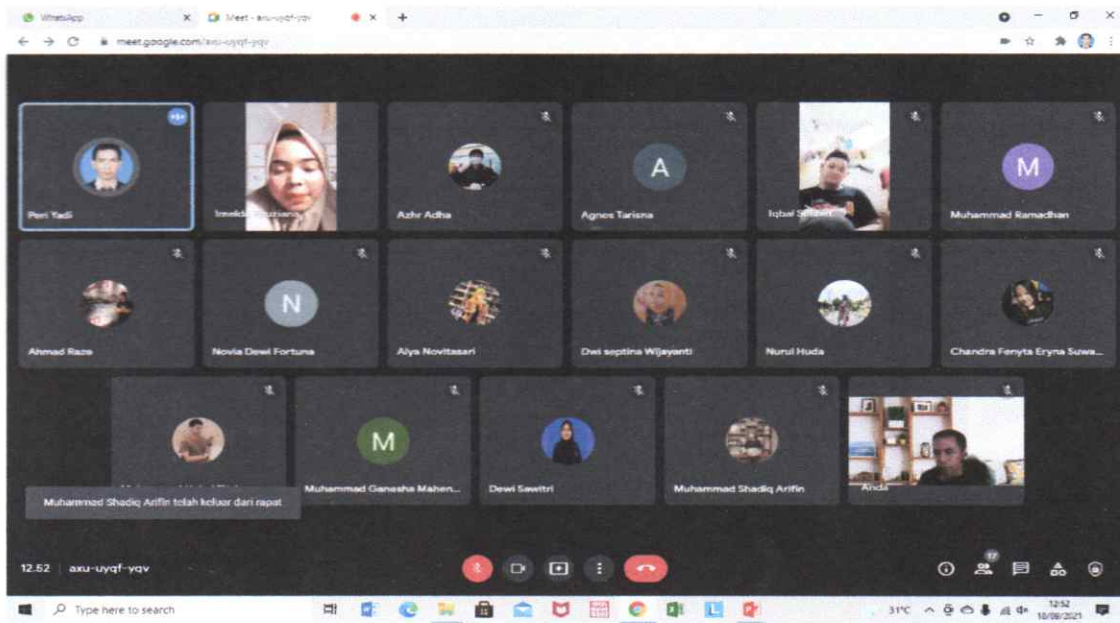 WhatsApp
Meet - axu-uyqf-yqv
meet.google.com/axu-uyqf-yqv
Peri Yadi
Imelda
Azhr Adha
Agnes Tarisna
Iqbal
Muhammad Ramadhan
Ahmad Raze
Novia Dewi Fortuna
Alya Novitasari
Dwi septina Wijayanti
Nurul Huda
Chandra Fenyta Eryna Suwa...
Muhammad Ganesha Mahen...
Dewi Sawitri
Muhammad Shadiq Arifin
Anda
A
M
N
M
Muhammad Shadiq Arifin telah keluar dari rapat
12.52 | axu-uyqf-yqv
17
Type here to search
31°C
12:52